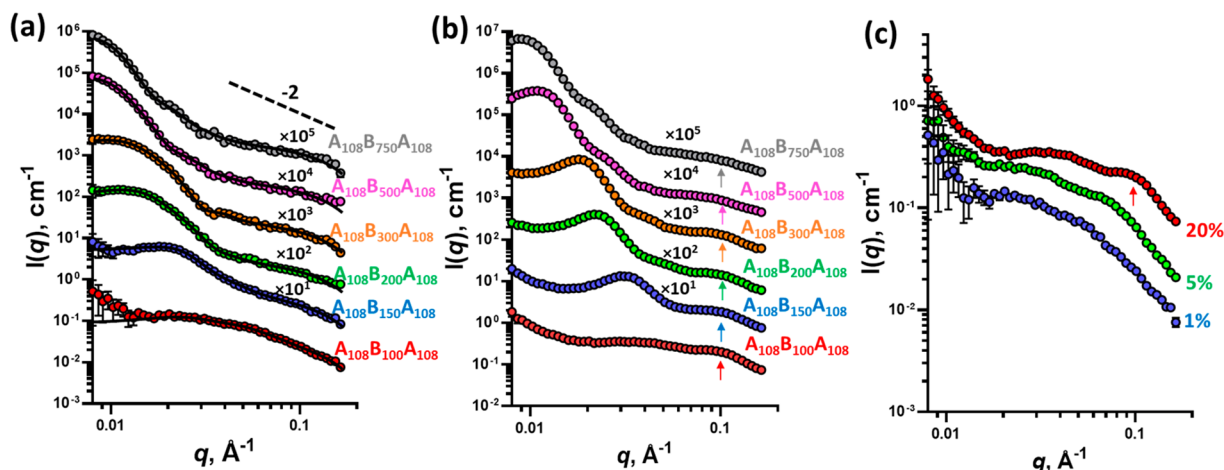 (a)
10⁶
10⁵
10⁴
10³
10²
10¹
10⁰
10⁻¹
10⁻²
10⁻³
I(q), cm⁻¹
-2
×10⁵
A₁₀₈B₇₅₀A₁₀₈
×10⁴
A₁₀₈B₅₀₀A₁₀₈
×10³
A₁₀₈B₃₀₀A₁₀₈
×10²
A₁₀₈B₂₀₀A₁₀₈
×10¹
A₁₀₈B₁₅₀A₁₀₈
A₁₀₈B₁₀₀A₁₀₈
0.01 0.1
q, Å⁻¹
(b)
10⁷
10⁶
10⁵
10⁴
10³
10²
10¹
10⁰
10⁻¹
10⁻²
I(q), cm⁻¹
×10⁵
A₁₀₈B₇₅₀A₁₀₈
×10⁴
A₁₀₈B₅₀₀A₁₀₈
×10³
A₁₀₈B₃₀₀A₁₀₈
×10²
A₁₀₈B₂₀₀A₁₀₈
×10¹
A₁₀₈B₁₅₀A₁₀₈
A₁₀₈B₁₀₀A₁₀₈
0.01 0.1
q, Å⁻¹
(c)
10⁰
10⁻¹
10⁻²
10⁻³
I(q), cm⁻¹
20%
5%
1%
0.01 0.1
q, Å⁻¹